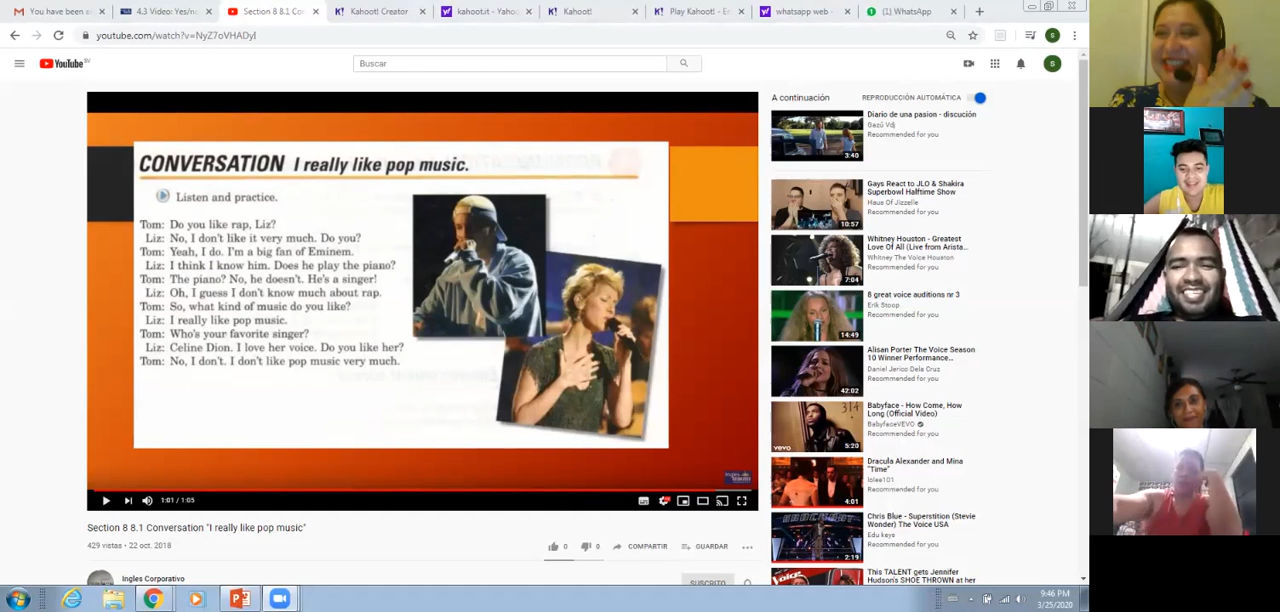 You have been e
4.3 Video: Yes/no
Section 8 8.1 Co
Kahoot! Creator
kahoot.it - Yahoo
Kahoot!
Play Kahoot! - E
whatsapp web -
(1) WhatsApp
youtube.com/watch?v=NyZ7oVHADyI
YouTube SV
Buscar
CONVERSATION I really like pop music.
Listen and practice.
Tom: Do you like rap, Liz?
Liz: No, I don't like it very much. Do you?
Tom: Yeah, I do. I'm a big fan of Eminem.
Liz: I think I know him. Does he play the piano?
Tom: The piano? No, he doesn't. He's a singer!
Liz: Oh, I guess I don't know much about rap.
Tom: So, what kind of music do you like?
Liz: I really like pop music.
Tom: Who's your favorite singer?
Liz: Celine Dion. I love her voice. Do you like her?
Tom: No, I don't. I don't like pop music very much.
1:01 / 1:05
Section 8 8.1 Conversation "I really like pop music"
429 vistas • 22 oct. 2018
0
0
COMPARTIR
GUARDAR
Ingles Corporativo
SUSCRITO
A continuación
REPRODUCCIÓN AUTOMÁTICA
Diario de una pasion - discución
Gazú Vdj
Recommended for you
3:40
Gays React to JLO & Shakira
Superbowl Halftime Show
Haus Of Jizzelle
Recommended for you
10:57
Whitney Houston - Greatest
Love Of All (Live from Arista…
Whitney The Voice Houston
Recommended for you
7:04
8 great voice auditions nr 3
Erik Stoop
Recommended for you
14:49
Alisan Porter The Voice Season
10 Winner Performance…
Daniel Jerico Dela Cruz
Recommended for you
42:02
Babyface - How Come, How
Long (Official Video)
BabyfaceVEVO
Recommended for you
vevo
5:20
Dracula Alexander and Mina
"Time"
lolee101
Recommended for you
4:01
Chris Blue - Superstition (Stevie
Wonder) The Voice USA
Edu keye
Recommended for you
2:19
This TALENT gets Jennifer
Hudson's SHOE THROWN at her
9:46 PM
3/25/2020